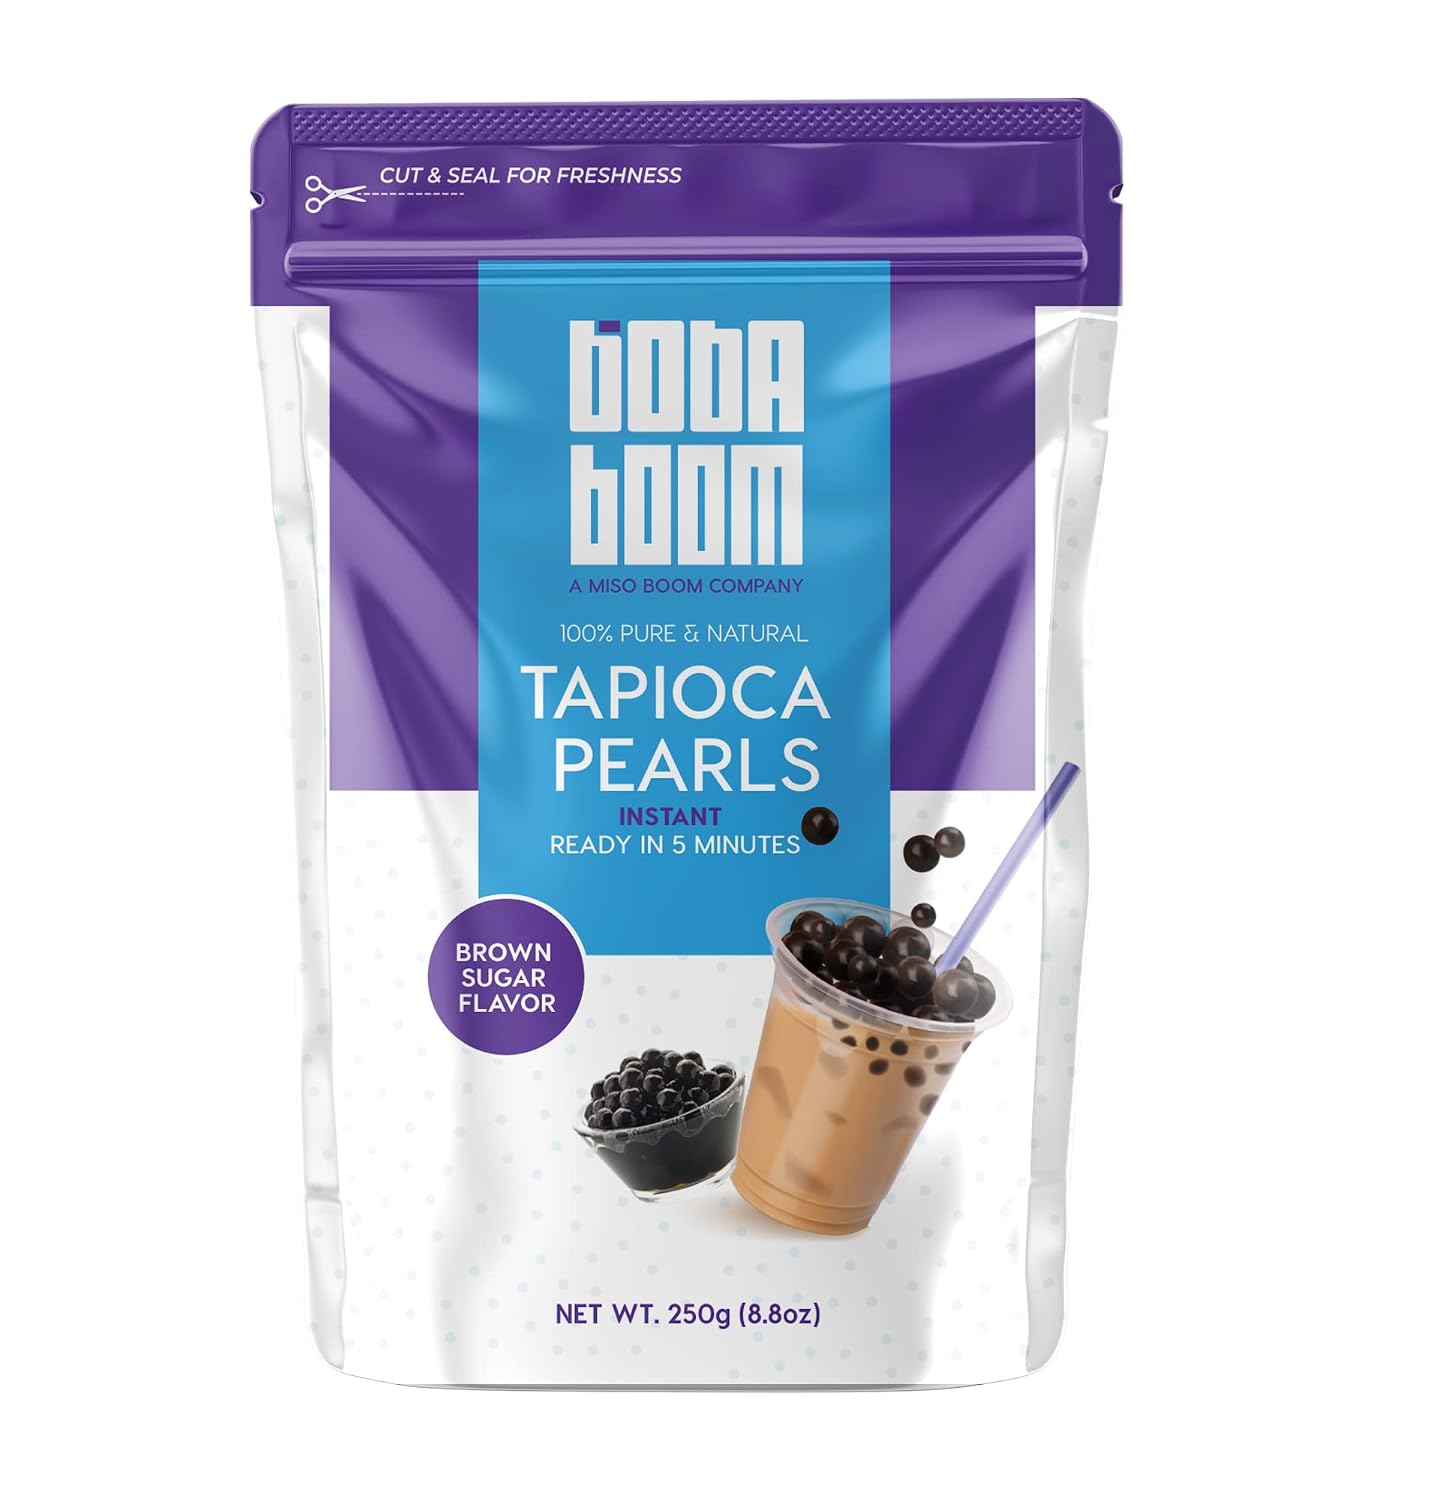 CUT & SEAL FOR FRESHNESS
BOBA
BOOM
A MISO BOOM COMPANY
100% PURE & NATURAL
TAPIOCA
PEARLS
INSTANT
READY IN 5 MINUTES
BROWN
SUGAR
FLAVOR
NET WT. 250g (8.8oz)